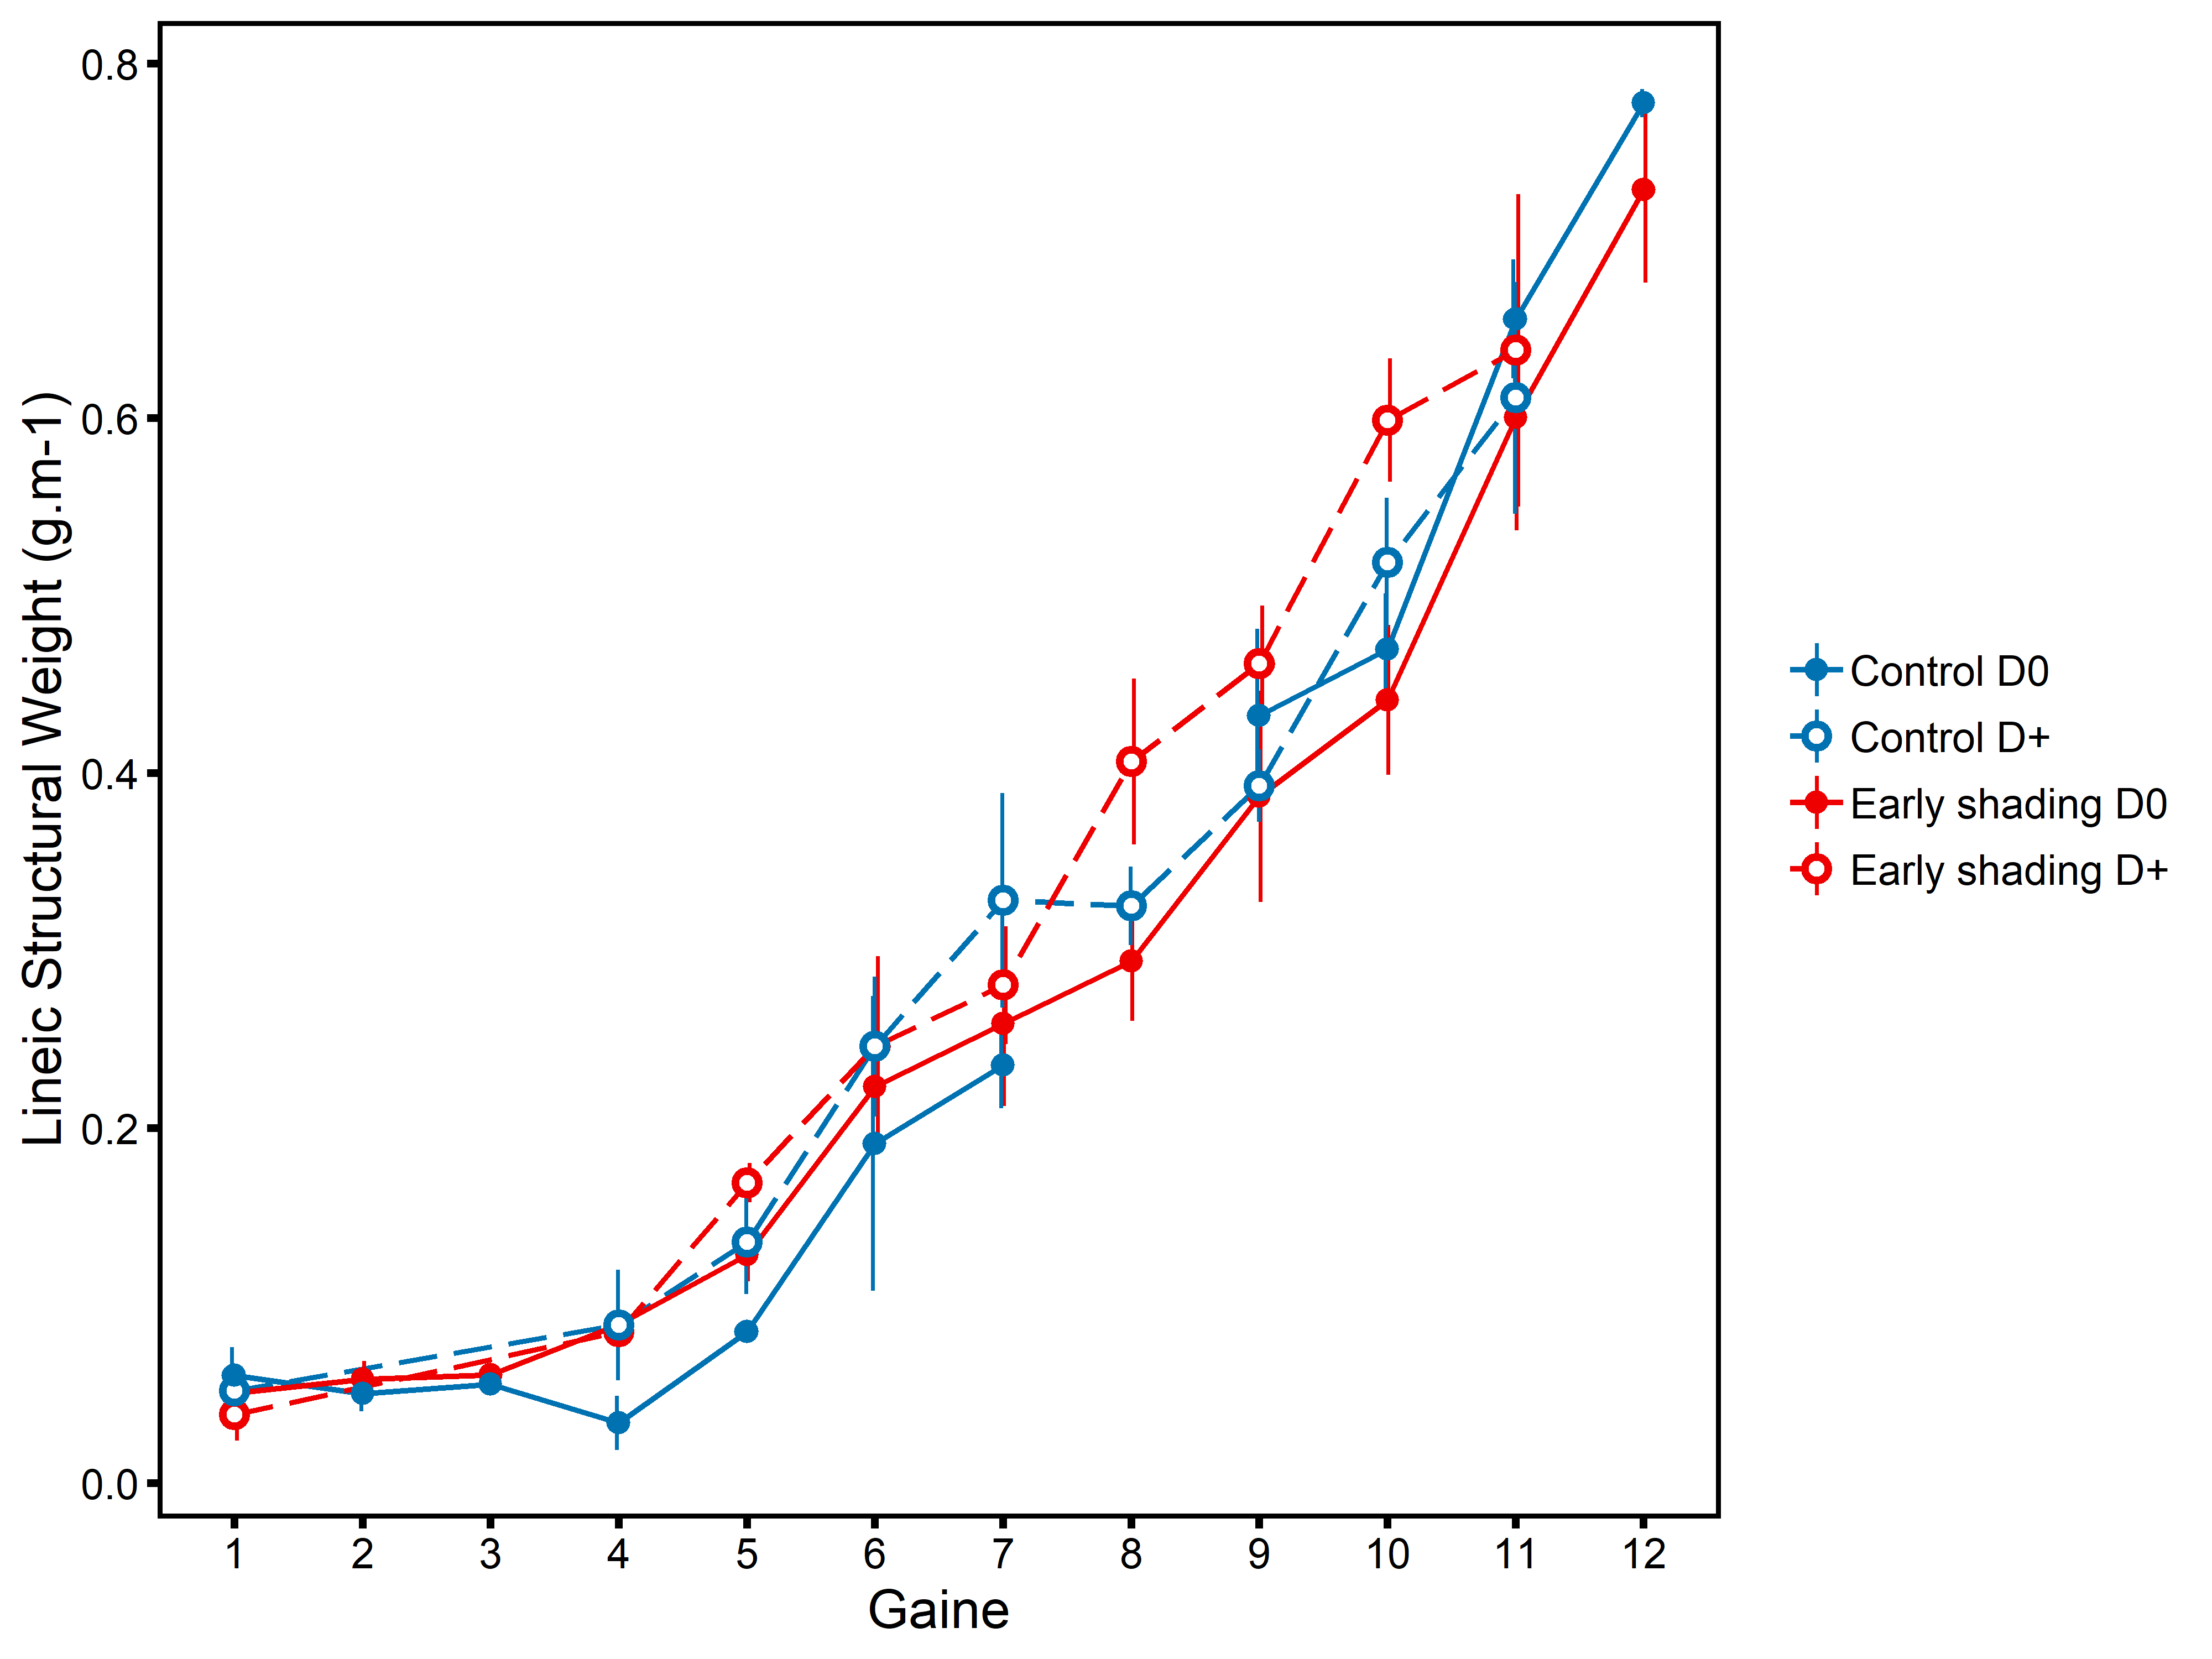 Lineic Structural Weight (g.m-1)
0.8
0.6
0.4
0.2
0.0
1 2 3 4 5 6 7 8 9 10 11 12
Gaine
Control D0
Control D+
Early shading D0
Early shading D+